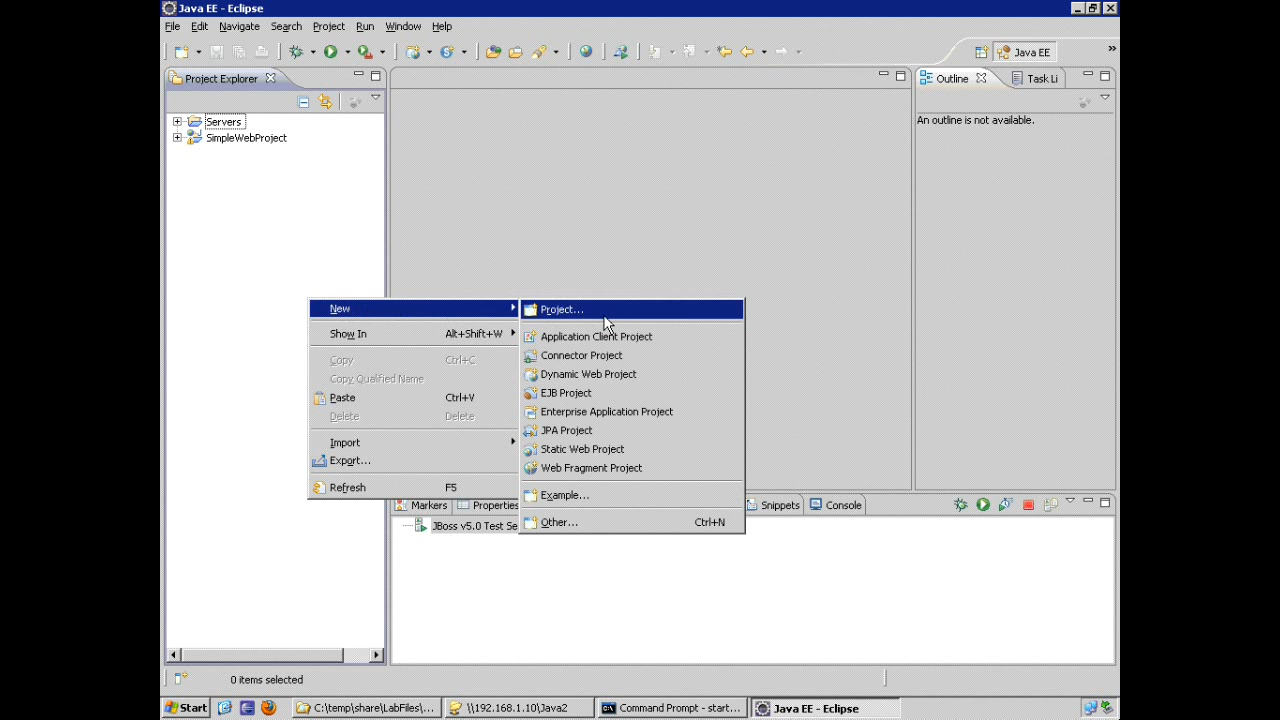 Java EE - Eclipse
File Edit Navigate Search Project Run Window Help
Java EE
Project Explorer
Outline Task Li
Servers
SimpleWebProject
An outline is not available.
New
Show In Alt+Shift+W
Copy Ctrl+C
Copy Qualified Name
Paste Ctrl+V
Delete Delete
Import
Export...
Refresh F5
Project...
Application Client Project
Connector Project
Dynamic Web Project
EJB Project
Enterprise Application Project
JPA Project
Static Web Project
Web Fragment Project
Example...
Other... Ctrl+N
Markers Properties Snippets Console
JBoss v5.0 Test Se
0 items selected
Start C:\temp\share\LabFiles\... \\192.168.1.10\Java2 Command Prompt - start... Java EE - Eclipse